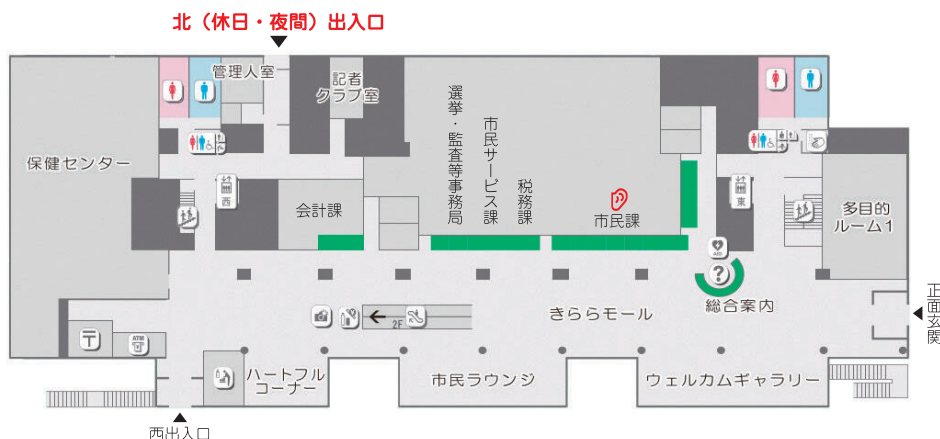 北（休日・夜間）出入口
管理人室
記者
クラブ室
選挙・監査等事務局
市民サービス課
税務課
市民課
保健センター
西
会計課
東
多目的
ルーム1
AED
?
総合案内
きららモール
2F
正面玄関
〒
ATM
ハートフル
コーナー
市民ラウンジ
ウェルカムギャラリー
西出入口